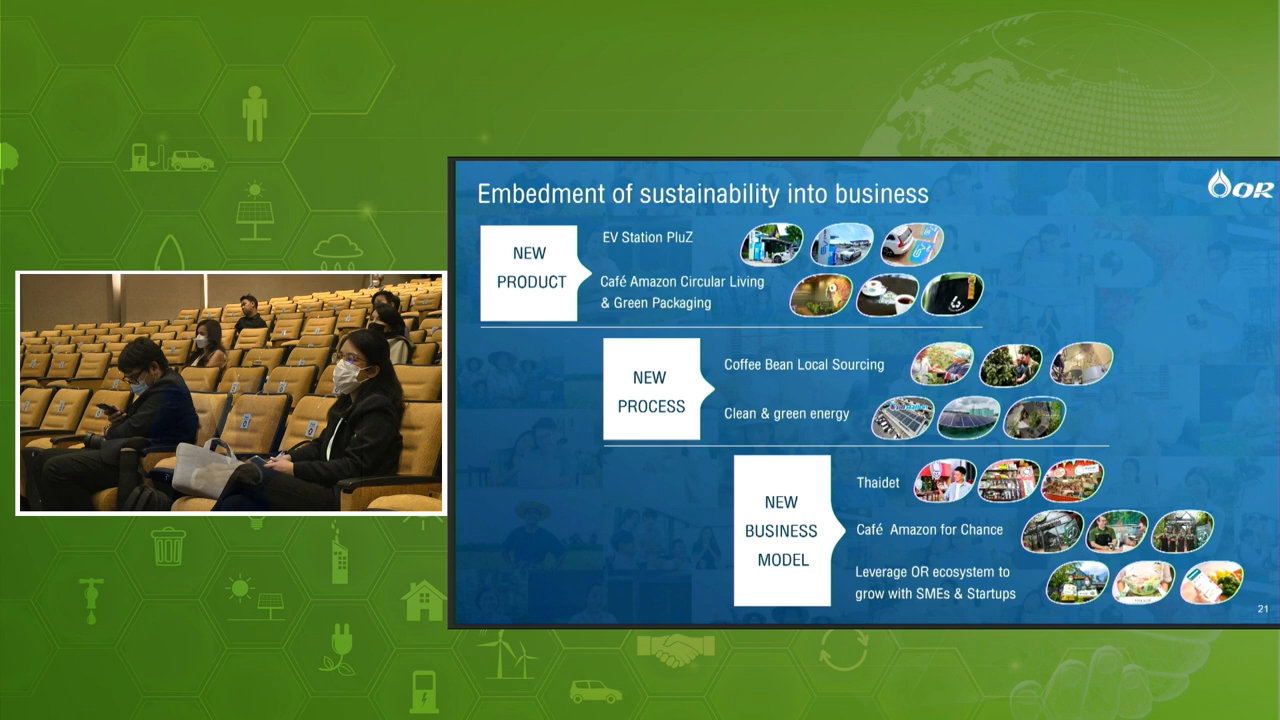 Embedment of sustainability into business
OR
NEW
PRODUCT
EV Station PluZ
Café Amazon Circular Living
& Green Packaging
NEW
PROCESS
Coffee Bean Local Sourcing
Clean & green energy
NEW
BUSINESS
MODEL
Thaidet
Café Amazon for Chance
Leverage OR ecosystem to
grow with SMEs & Startups
21